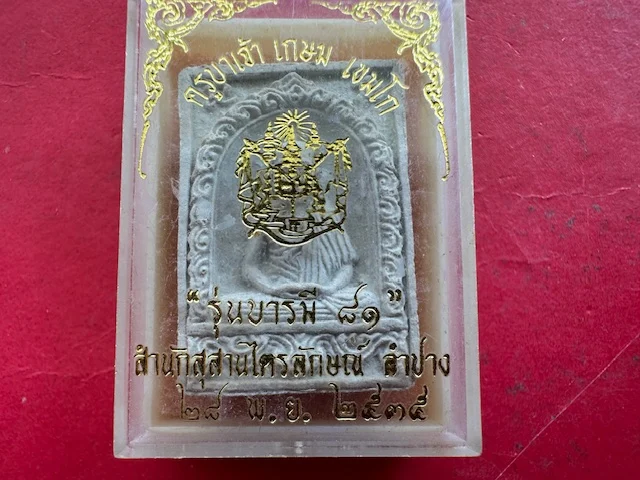 ครูบาเจ้า เกษม เขมโก
“รุ่นบารมี ๘๑”
สำนักสุสานไตรลักษณ์ ลำปาง
๒๘ พ.ย. ๒๕๓๕